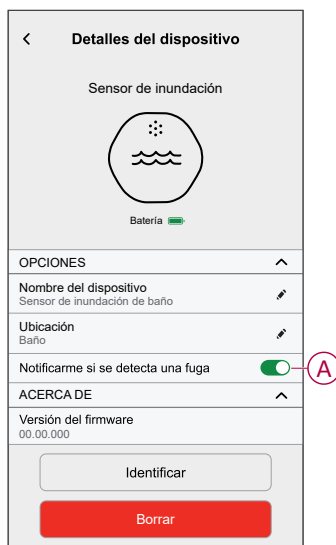 Detalles del dispositivo
Sensor de inundación
Batería
OPCIONES
Nombre del dispositivo
Sensor de inundación de baño
Ubicación
Baño
Notificarme si se detecta una fuga
A
ACERCA DE
Versión del firmware
00.00.000
Identificar
Borrar